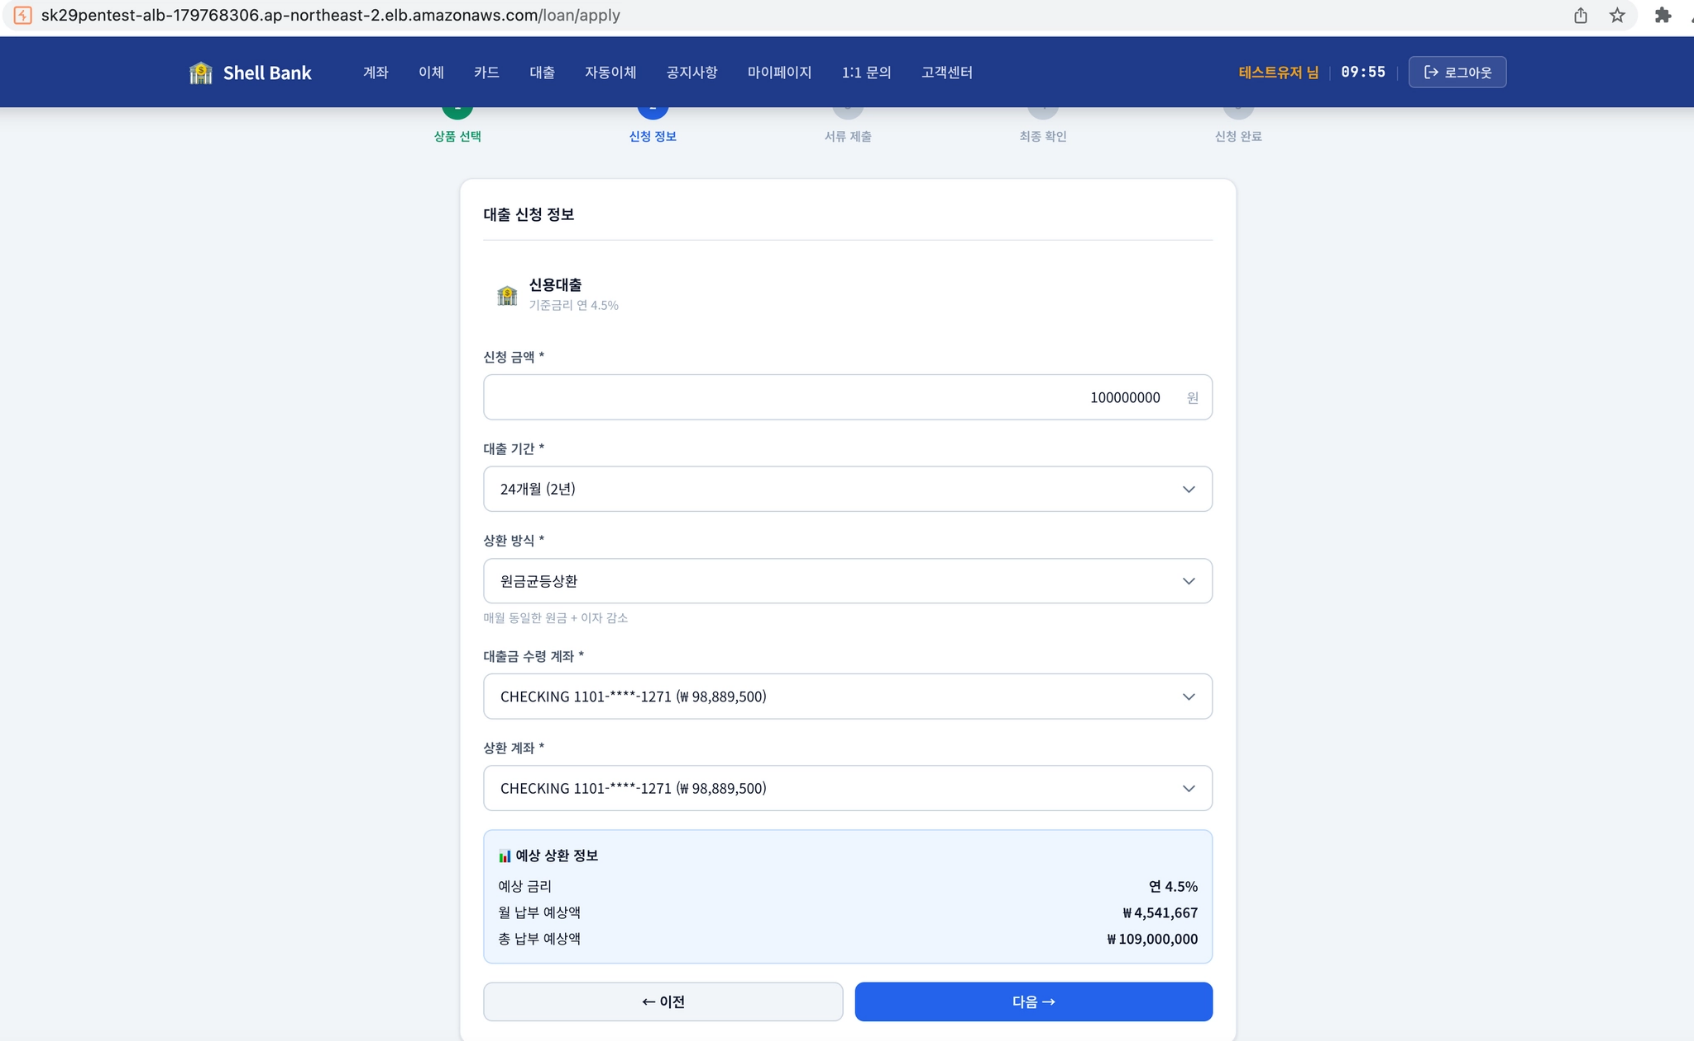 sk29pentest-alb-179768306.ap-northeast-2.elb.amazonaws.com/loan/apply
Shell Bank 계좌 이체 카드 대출 자동이체 공지사항 마이페이지 1:1 문의 고객센터 테스트유저 님 09:55 로그아웃
상품 선택 신청 정보 서류 제출 최종 확인 신청 완료
대출 신청 정보
신용대출
기준금리 연 4.5%
신청 금액 *
100000000 원
대출 기간 *
24개월 (2년)
상환 방식 *
원금균등상환
매월 동일한 원금 + 이자 감소
대출금 수령 계좌 *
CHECKING 1101-****-1271 (₩ 98,889,500)
상환 계좌 *
CHECKING 1101-****-1271 (₩ 98,889,500)
예상 상환 정보
예상 금리 연 4.5%
월 납부 예상액 ₩ 4,541,667
총 납부 예상액 ₩ 109,000,000
← 이전 다음 →